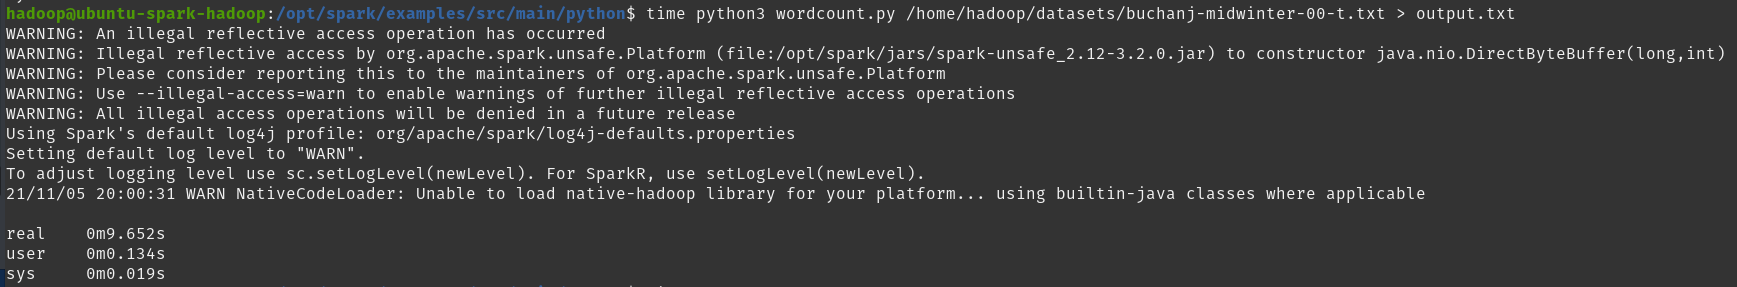 hadoop@ubuntu-spark-hadoop:/opt/spark/examples/src/main/python$ time python3 wordcount.py /home/hadoop/datasets/buchanj-midwinter-00-t.txt > output.txt
WARNING: An illegal reflective access operation has occurred
WARNING: Illegal reflective access by org.apache.spark.unsafe.Platform (file:/opt/spark/jars/spark-unsafe_2.12-3.2.0.jar) to constructor java.nio.DirectByteBuffer(long,int)
WARNING: Please consider reporting this to the maintainers of org.apache.spark.unsafe.Platform
WARNING: Use --illegal-access=warn to enable warnings of further illegal reflective access operations
WARNING: All illegal access operations will be denied in a future release
Using Spark's default log4j profile: org/apache/spark/log4j-defaults.properties
Setting default log level to "WARN".
To adjust logging level use sc.setLogLevel(newLevel). For SparkR, use setLogLevel(newLevel).
21/11/05 20:00:31 WARN NativeCodeLoader: Unable to load native-hadoop library for your platform... using builtin-java classes where applicable
real 0m9.652s
user 0m0.134s
sys 0m0.019s